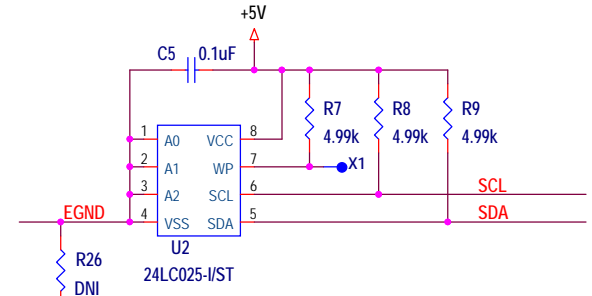 +5V
C5 0.1uF
R7 R8 R9
4.99k 4.99k 4.99k
1 A0 VCC 8
2 A1 WP 7 X1
3 A2 SCL 6 SCL
EGND 4 VSS SDA 5 SDA
U2
R26
24LC025-I/ST
DNI